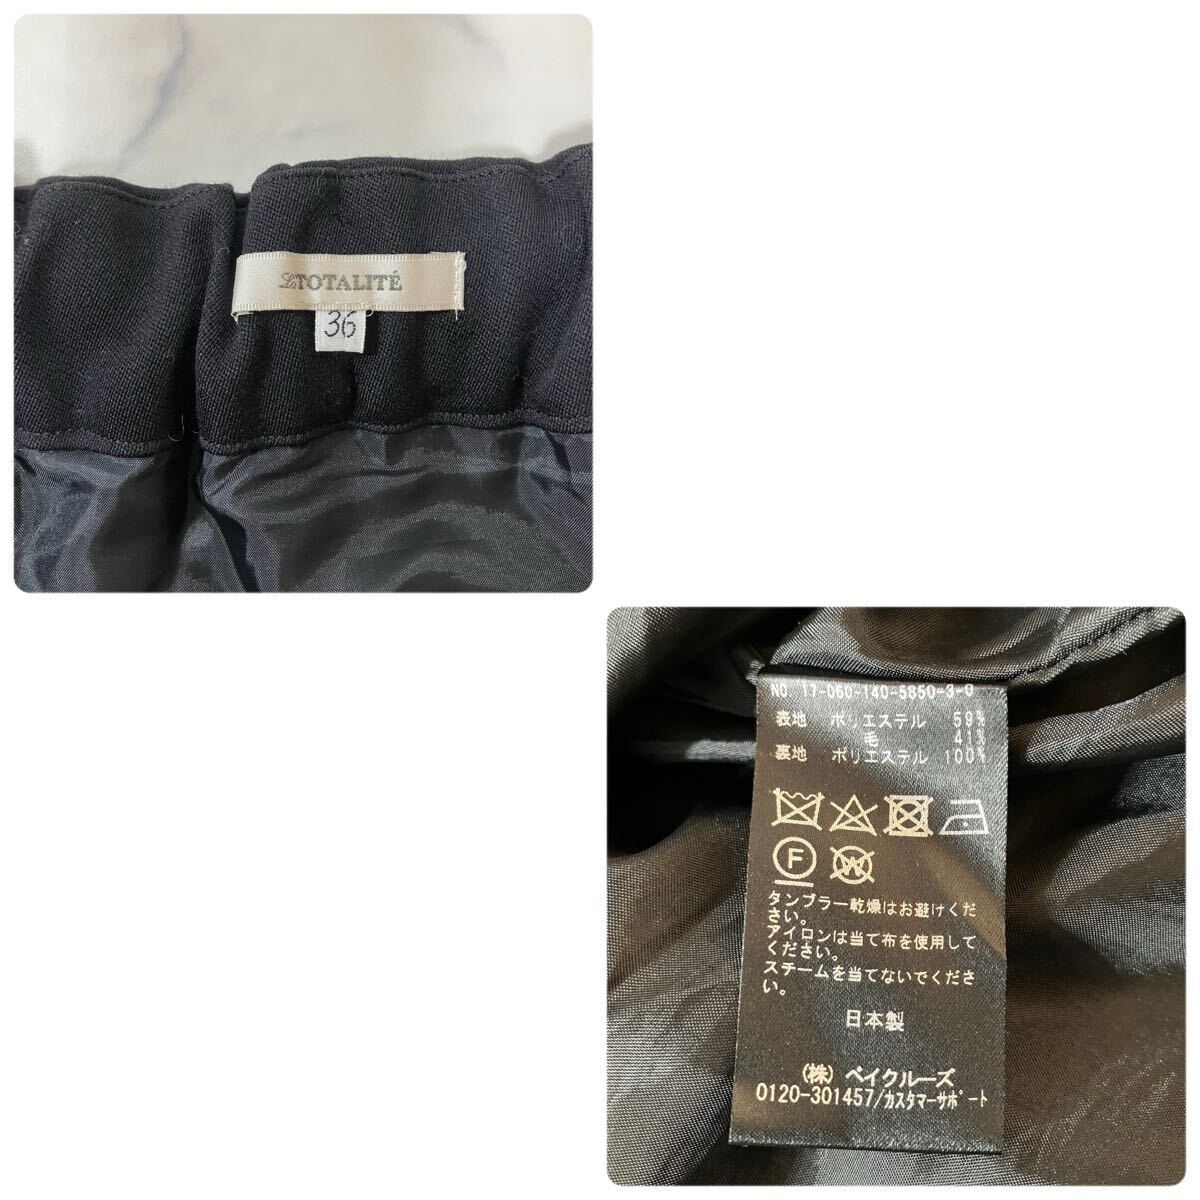 La TOTALITÉ
36
NO 17-060-140-5850-3-0
表地 ポリエステル 59%
毛 41%
裏地 ポリエステル 100%
F
W
タンブラー乾燥はお避けくだ
さい。
アイロンは当て布を使用して
ください。
スチームを当てないでくださ
い。
日本製
(株) ベイクルーズ
0120-301457/カスタマーサポート